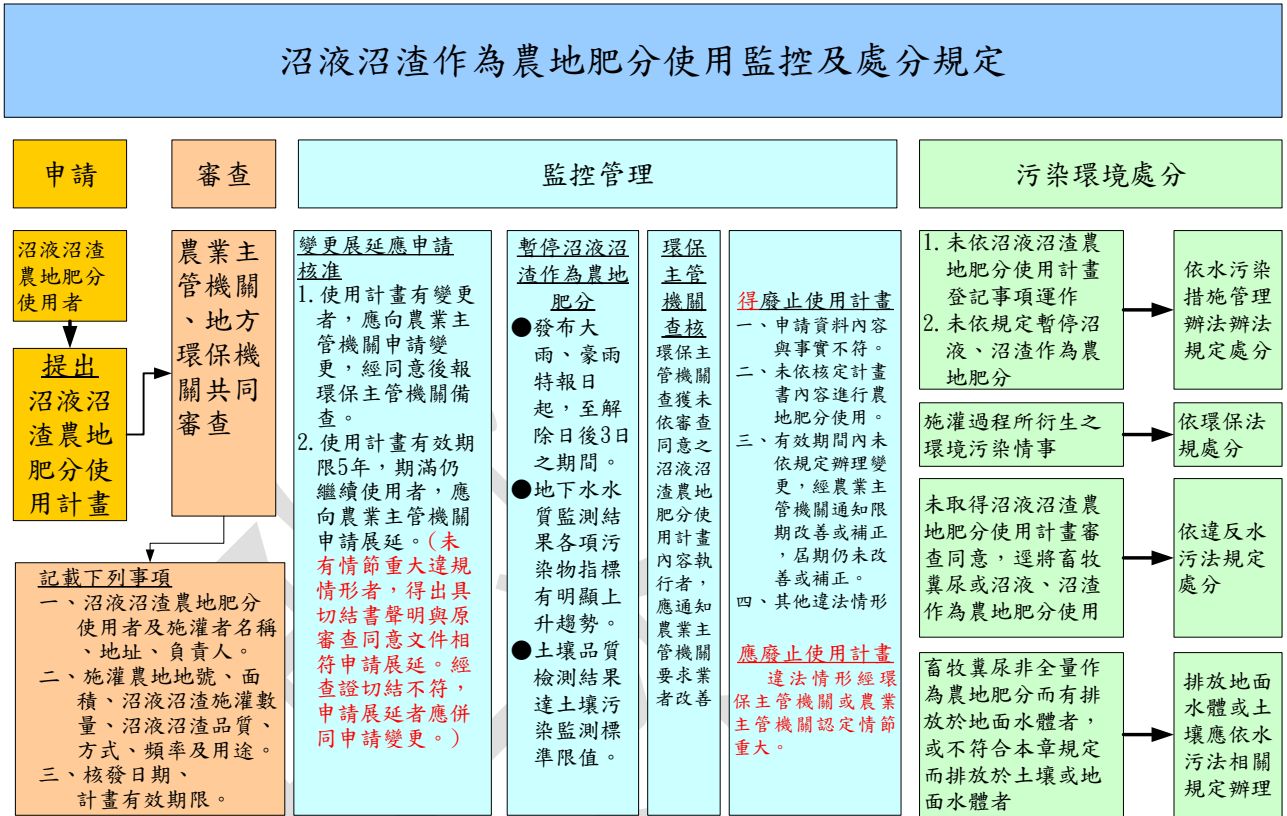 沼液沼渣作為農地肥分使用監控及處分規定
申請
審查
監控管理
污染環境處分
沼液沼渣
農地肥分
使用者
提出
沼液沼
渣農地
肥分使
用計畫
農業主
管機關
、地方
環保機
關共同
審查
記載下列事項
一、沼液沼渣農地肥分
使用者及施灌者名稱
、地址、負責人。
二、施灌農地地號、面
積、沼液沼渣施灌數
量、沼液沼渣品質、
方式、頻率及用途。
三、核發日期、
計畫有效期限。
變更展延應申請
核准
1.使用計畫有變更
者，應向農業主
管機關申請變
更，經同意後報
環保主管機關備
查。
2.使用計畫有效期
限5年，期滿仍
繼續使用者，應
向農業主管機關
申請展延。(未
有情節重大違規
情形者，得出具
切結書聲明與原
審查同意文件相
符申請展延。經
查證切結不符，
申請展延者應併
同申請變更。)
暫停沼液沼
渣作為農地
肥分
●發布大
雨、豪雨
特報日
起，至解
除日後3日
之期間。
●地下水水
質監測結
果各項污
染物指標
有明顯上
升趨勢。
●土壤品質
檢測結果
達土壤污
染監測標
準限值。
環保
主管
機關
查核
環保主
管機關
查獲未
依審查
同意之
沼液沼
渣農地
肥分使
用計畫
內容執
行者，
應通知
農業主
管機關
要求業
者改善
得廢止使用計畫
一、申請資料內容
與事實不符。
二、未依核定計畫
書內容進行農
地肥分使用。
三、有效期間內未
依規定辦理變
更，經農業主
管機關通知限
期改善或補正
，屆期仍未改
善或補正。
四、其他違法情形
應廢止使用計畫
違法情形經環
保主管機關或農業
主管機關認定情節
重大。
1.未依沼液沼渣農
地肥分使用計畫
登記事項運作
2.未依規定暫停沼
液、沼渣作為農
地肥分
依水污染
措施管理
辦法辦法
規定處分
施灌過程所衍生之
環境污染情事
依環保法
規處分
未取得沼液沼渣農
地肥分使用計畫審
查同意，逕將畜牧
糞尿或沼液、沼渣
作為農地肥分使用
依違反水
污法規定
處分
畜牧糞尿非全量作
為農地肥分而有排
放於地面水體者，
或不符合本章規定
而排放於土壤或地
面水體者
排放地面
水體或土
壤應依水
污法相關
規定辦理